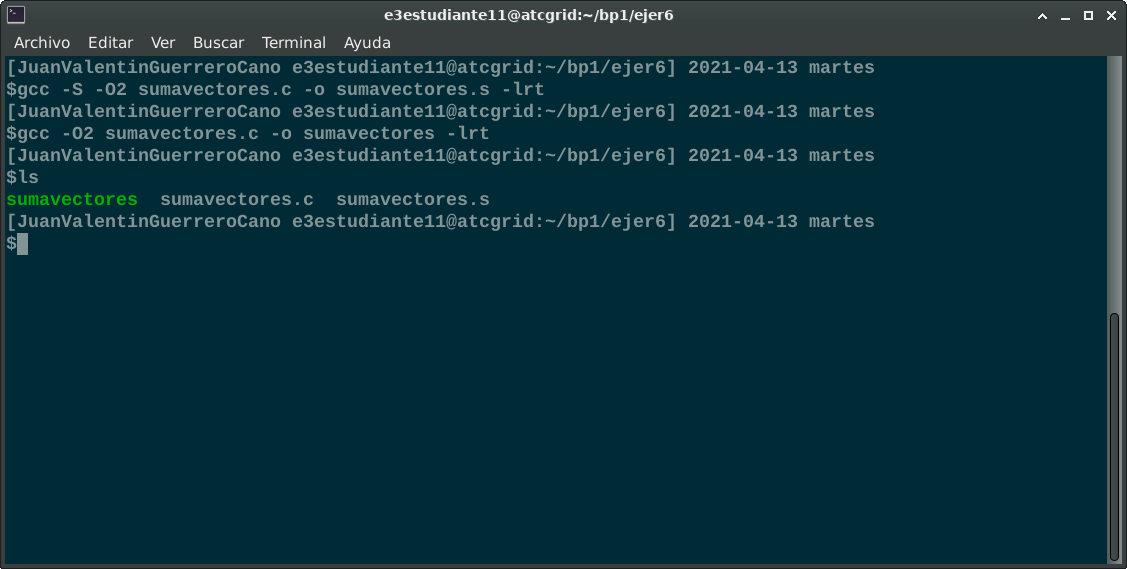 e3estudiante11@atcgrid:~/bp1/ejer6
Archivo Editar Ver Buscar Terminal Ayuda
[JuanValentinGuerreroCano e3estudiante11@atcgrid:~/bp1/ejer6] 2021-04-13 martes
$gcc -S -O2 sumavectores.c -o sumavectores.s -lrt
[JuanValentinGuerreroCano e3estudiante11@atcgrid:~/bp1/ejer6] 2021-04-13 martes
$gcc -O2 sumavectores.c -o sumavectores -lrt
[JuanValentinGuerreroCano e3estudiante11@atcgrid:~/bp1/ejer6] 2021-04-13 martes
$ls
sumavectores  sumavectores.c  sumavectores.s
[JuanValentinGuerreroCano e3estudiante11@atcgrid:~/bp1/ejer6] 2021-04-13 martes
$